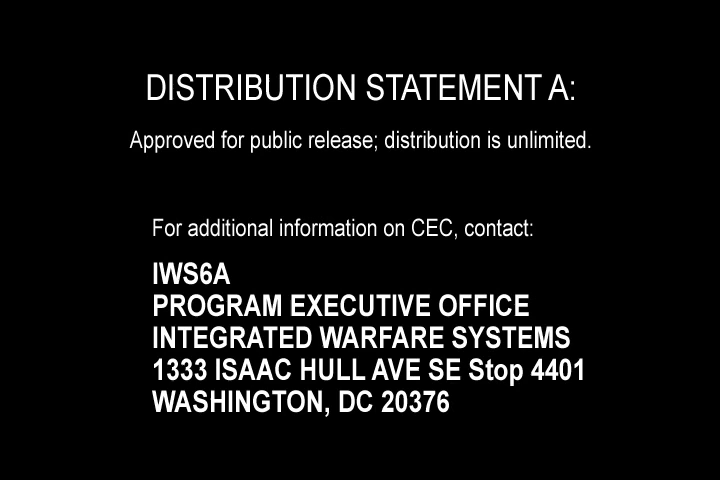 DISTRIBUTION STATEMENT A:
Approved for public release; distribution is unlimited.
For additional information on CEC, contact:
IWS6A
PROGRAM EXECUTIVE OFFICE
INTEGRATED WARFARE SYSTEMS
1333 ISAAC HULL AVE SE Stop 4401
WASHINGTON, DC 20376